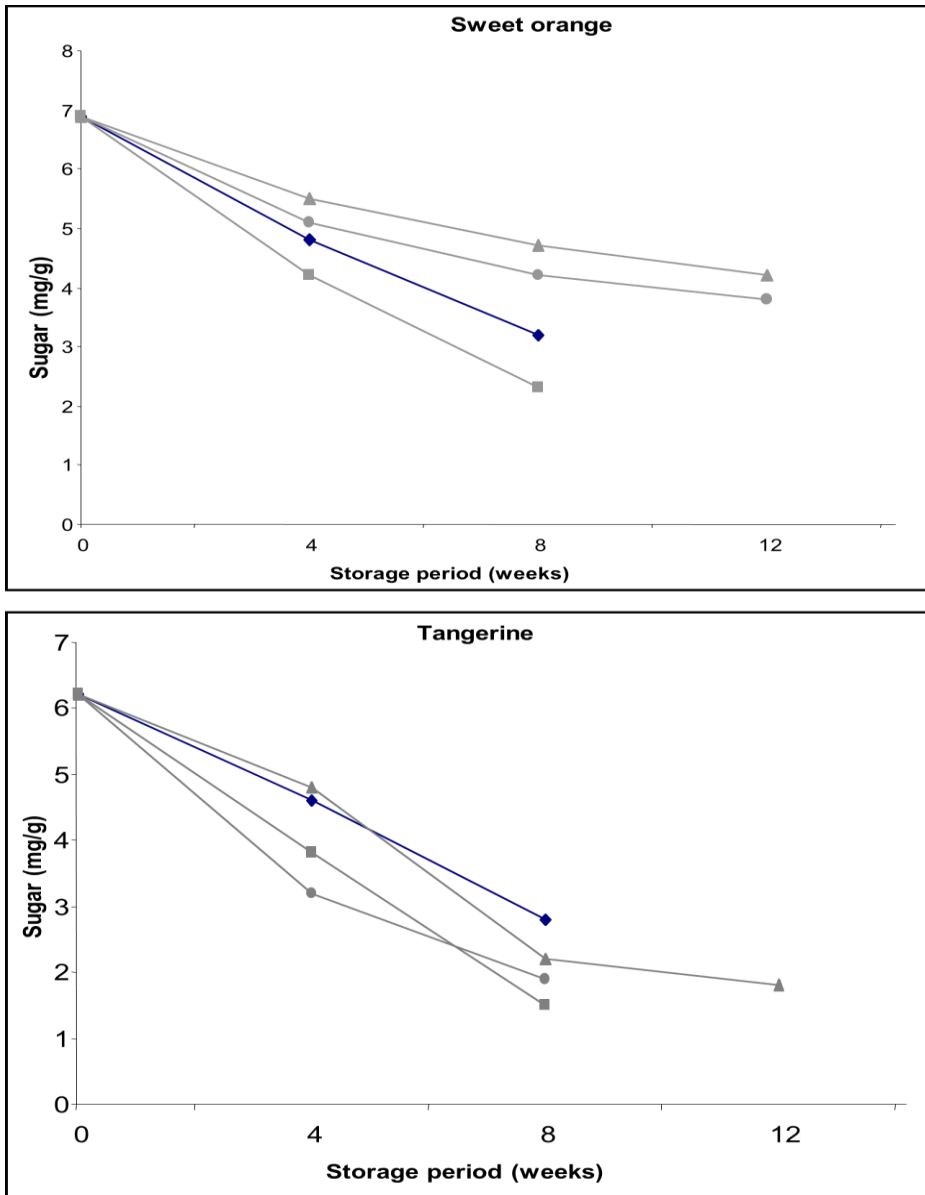 Sweet orange
8
7
6
5
4
3
2
1
0
Sugar (mg/g)
0 4 8 12
Storage period (weeks)
Tangerine
7
6
5
4
3
2
1
0
Sugar (mg/g)
0 4 8 12
Storage period (weeks)